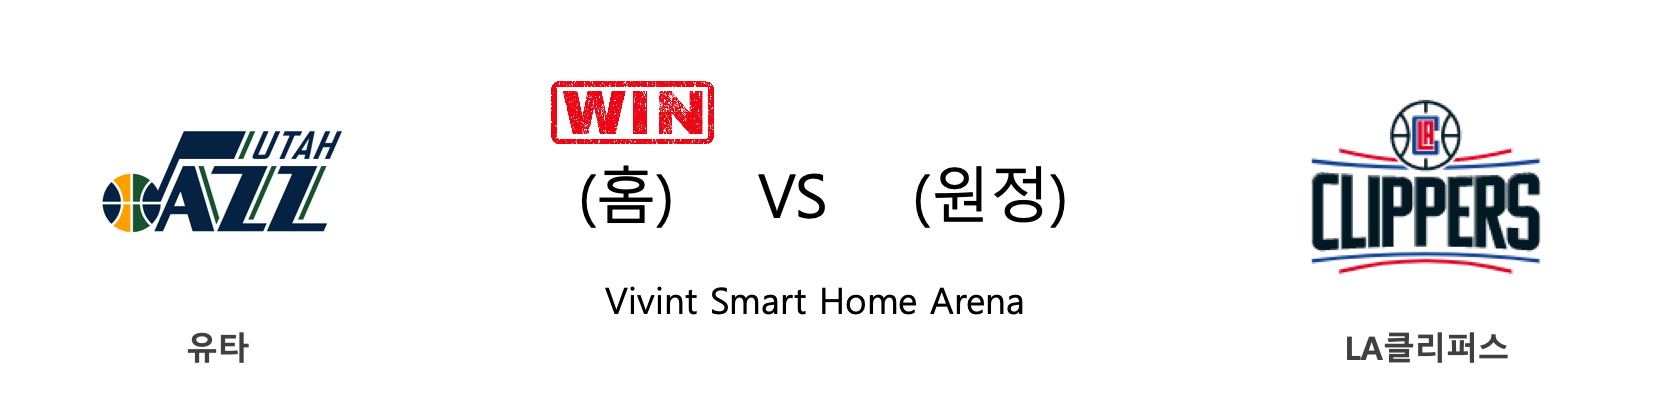 WIN
UTAH
JAZZ
(홈) VS (원정)
LA
CLIPPERS
Vivint Smart Home Arena
유타
LA클리퍼스